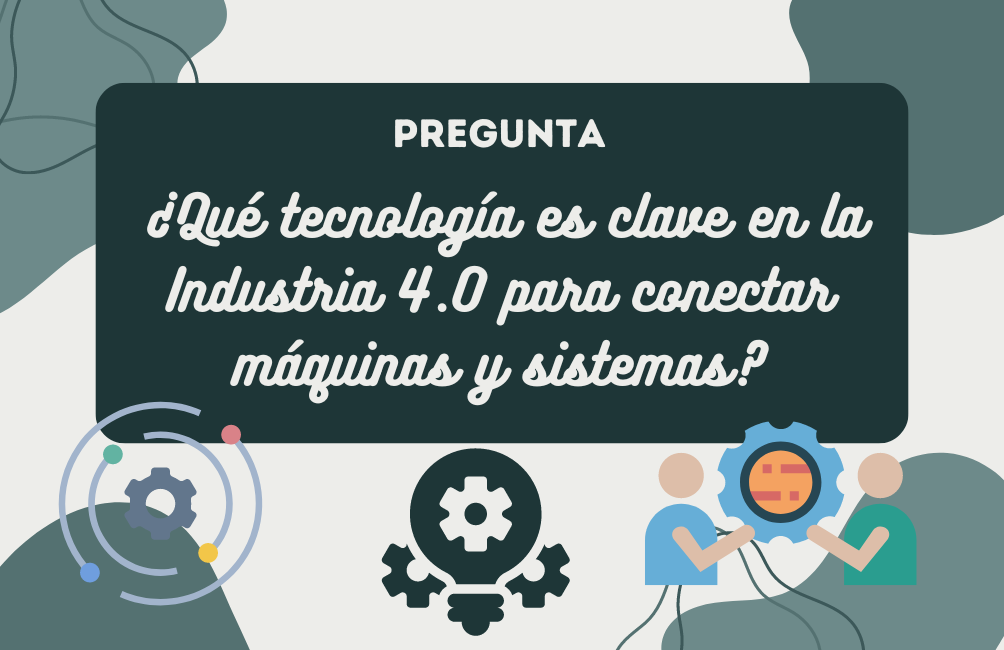 PREGUNTA
¿Qué tecnología es clave en la
Industria 4.0 para conectar
máquinas y sistemas?